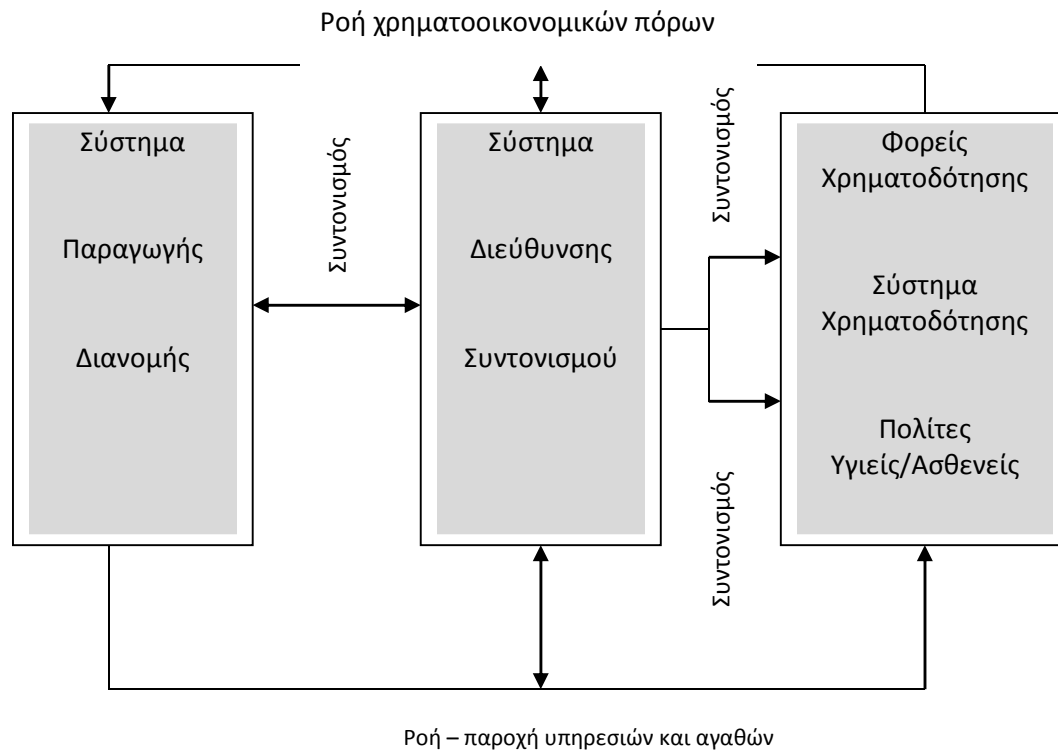 Ροή χρηματοοικονομικών πόρων
Σύστημα
Παραγωγής
Διανομής
Συντονισμός
Σύστημα
Διεύθυνσης
Συντονισμού
Συντονισμός
Συντονισμός
Φορείς
Χρηματοδότησης
Σύστημα
Χρηματοδότησης
Πολίτες
Υγιείς/Ασθενείς
Ροή – παροχή υπηρεσιών και αγαθών